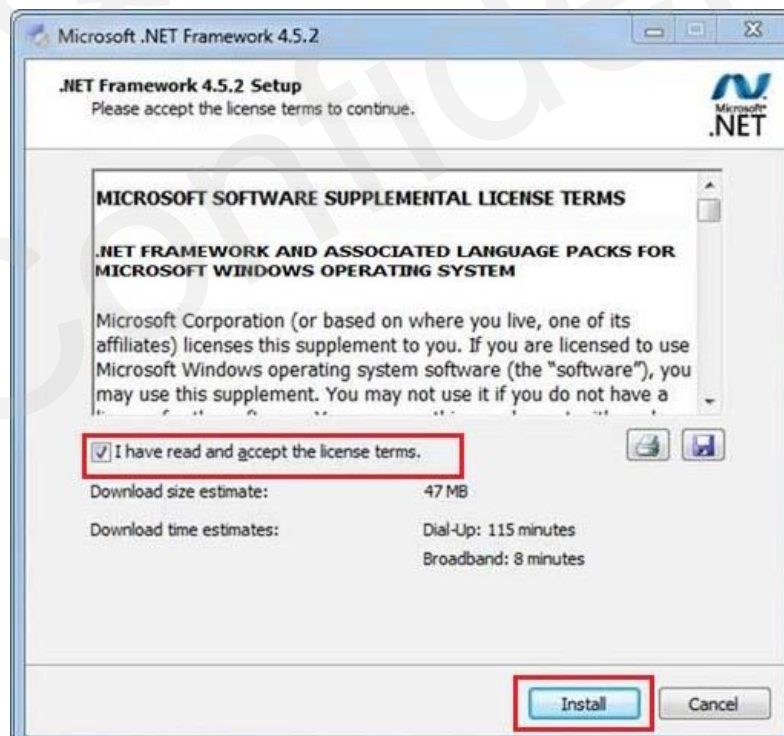 Microsoft .NET Framework 4.5.2
.NET Framework 4.5.2 Setup
Please accept the license terms to continue.
Microsoft®
.NET
MICROSOFT SOFTWARE SUPPLEMENTAL LICENSE TERMS
.NET FRAMEWORK AND ASSOCIATED LANGUAGE PACKS FOR
MICROSOFT WINDOWS OPERATING SYSTEM
Microsoft Corporation (or based on where you live, one of its
affiliates) licenses this supplement to you. If you are licensed to use
Microsoft Windows operating system software (the “software”), you
may use this supplement. You may not use it if you do not have a
I have read and accept the license terms.
Download size estimate: 47 MB
Download time estimates: Dial-Up: 115 minutes
Broadband: 8 minutes
Install Cancel